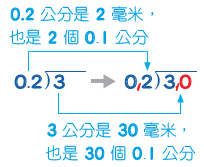 0.2 公分是 2 毫米，
也是 2 個 0.1 公分
0.2)3 0,2)3,0
3 公分是 30 毫米，
也是 30 個 0.1 公分